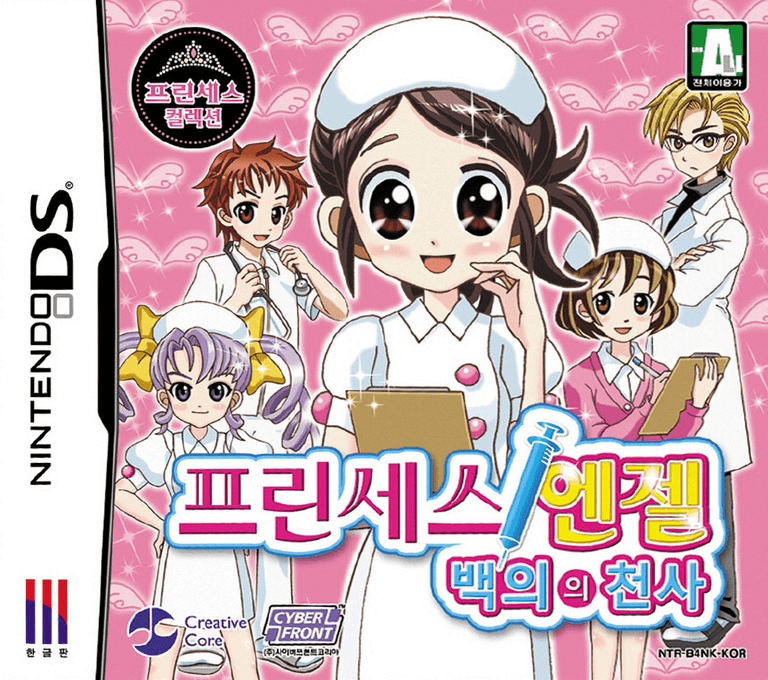 프린세스
컬렉션
ALL
전체이용가
NINTENDO DS®
프린세스 엔젤
백의의 천사
한글판
Creative
Core
CYBER
FRONT™
(주)사이버프론트코리아
NTR-B4NK-KOR